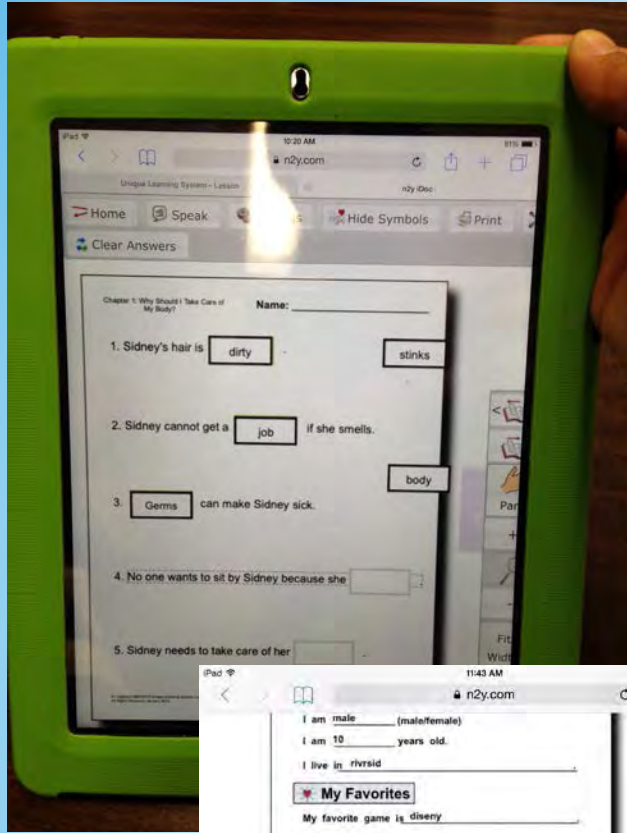 iPad
10:20 AM
81%
n2y.com
Unique Learning System - Lesson
n2y iDoc
Home
Speak
Hide Symbols
Print
Clear Answers
Chapter 1: Why Should I Take Care of
My Body?
Name:
1. Sidney's hair is dirty .
stinks
2. Sidney cannot get a job if she smells.
body
3. Germs can make Sidney sick.
4. No one wants to sit by Sidney because she
5. Sidney needs to take care of her .
Fit
iPad
11:43 AM
n2y.com
I am male (male/female)
I am 10 years old.
I live in rivrsid .
My Favorites
My favorite game is diseny .